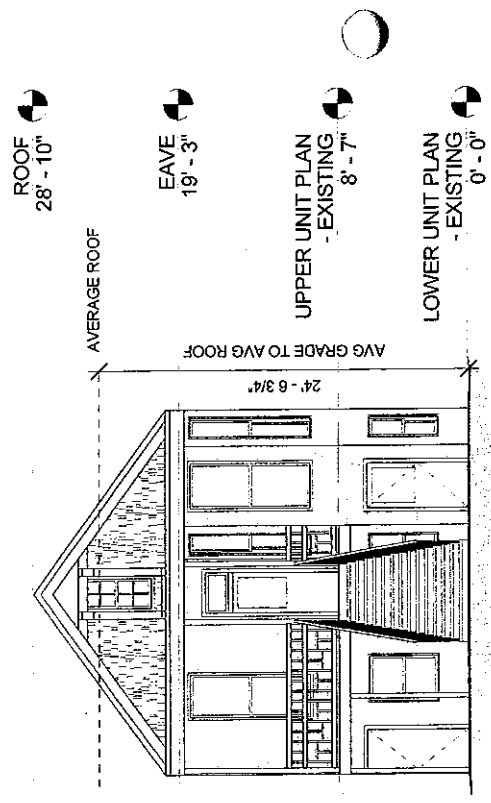 ROOF
28' - 10"
AVERAGE ROOF
EAVE
19' - 3"
AVG GRADE TO AVG ROOF
24' - 6 3/4"
UPPER UNIT PLAN
- EXISTING
8' - 7"
LOWER UNIT PLAN
- EXISTING
0' - 0"